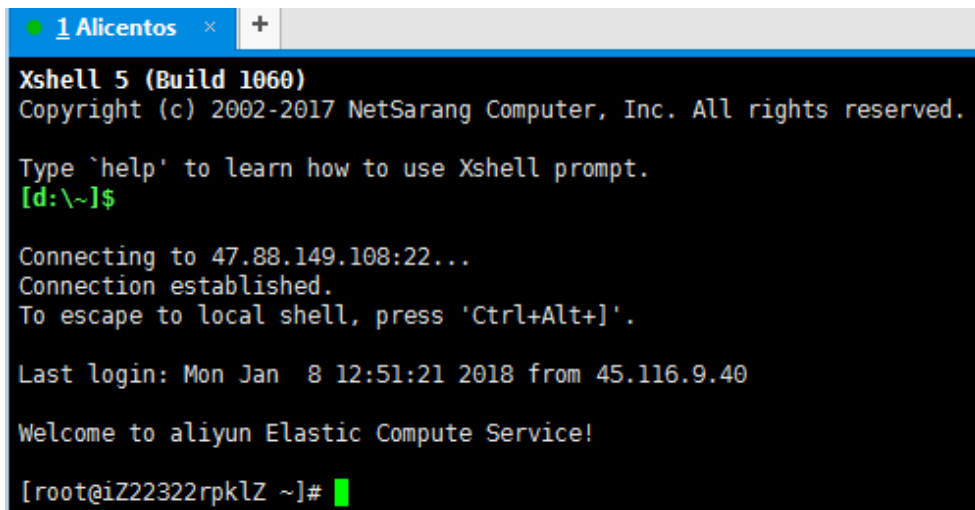 1 Alicentos × +
Xshell 5 (Build 1060)
Copyright (c) 2002-2017 NetSarang Computer, Inc. All rights reserved.
Type `help' to learn how to use Xshell prompt.
[d:\~]$
Connecting to 47.88.149.108:22...
Connection established.
To escape to local shell, press 'Ctrl+Alt+]'.
Last login: Mon Jan  8 12:51:21 2018 from 45.116.9.40
Welcome to aliyun Elastic Compute Service!
[root@iZ22322rpklZ ~]#